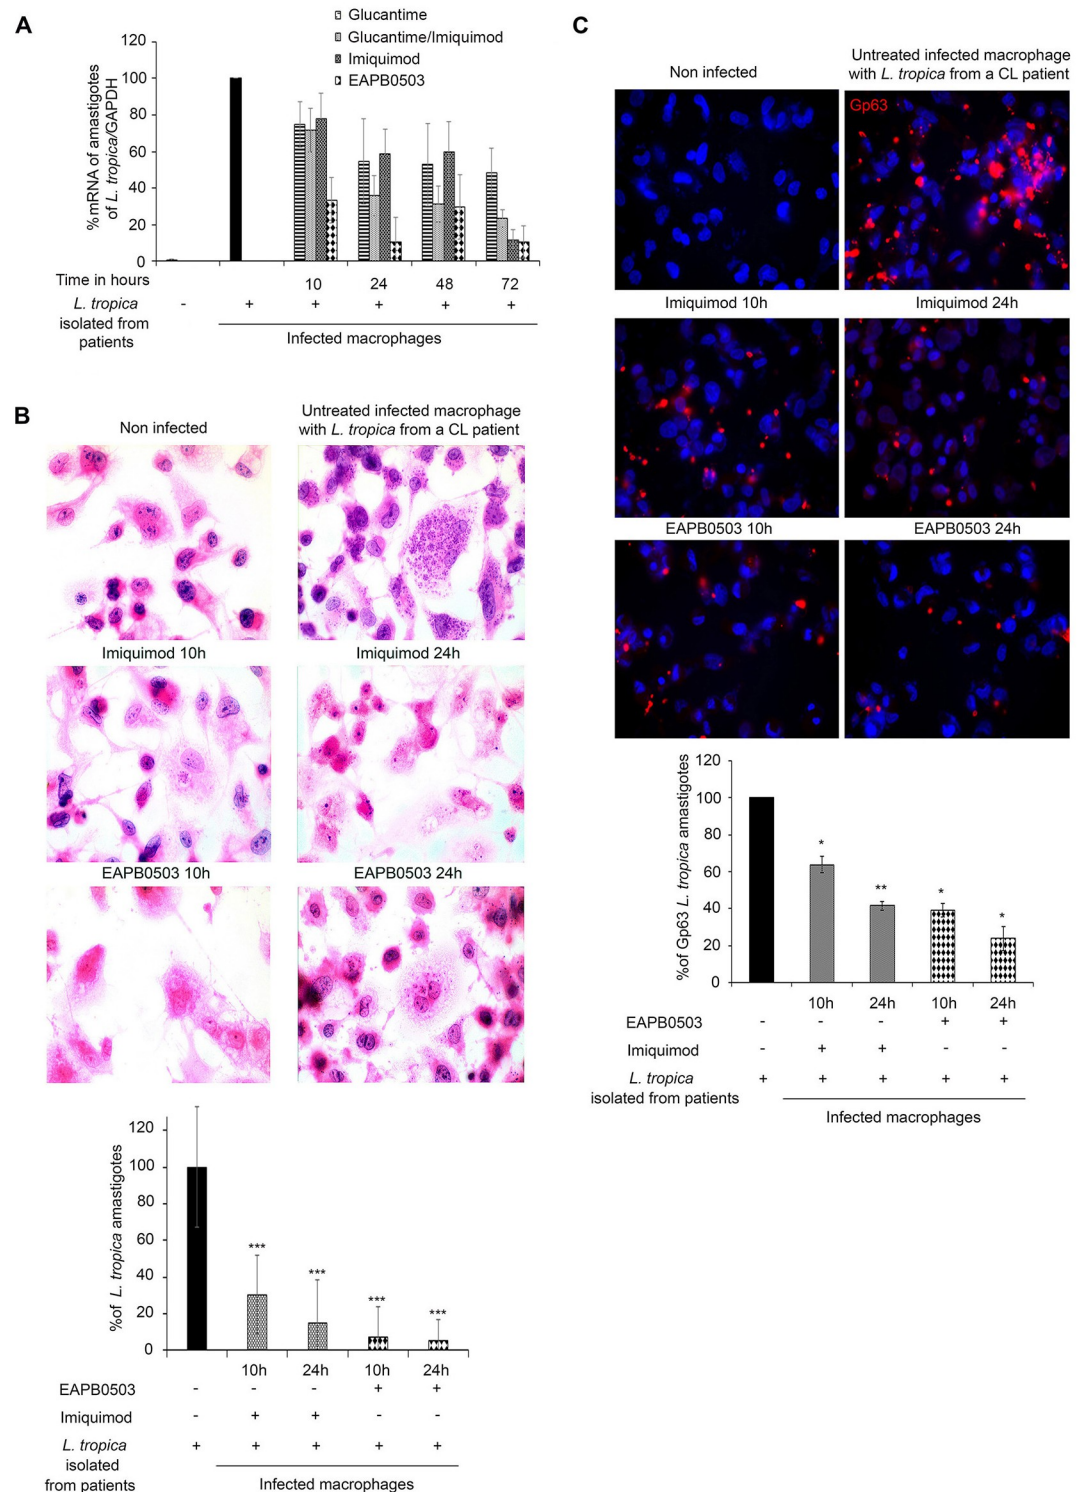 A
Glucantime
Glucantime/Imiquimod
Imiquimod
EAPB0503
%mRNA of amastigotes
of L. tropica/GAPDH
120
100
80
60
40
20
0
Time in hours
10
24
48
72
L. tropica
isolated from
patients
-
+
+
+
+
+
Infected macrophages
B
Non infected
Untreated infected macrophage
with L. tropica from a CL patient
Imiquimod 10h
Imiquimod 24h
EAPB0503 10h
EAPB0503 24h
%of L. tropica amastigotes
120
100
80
60
40
20
0
***
***
***
***
10h
24h
10h
24h
EAPB0503
-
-
-
+
+
Imiquimod
-
+
+
-
-
L. tropica
isolated
from patients
+
+
+
+
+
Infected macrophages
C
Non infected
Untreated infected macrophage
with L. tropica from a CL patient
Gp63
Imiquimod 10h
Imiquimod 24h
EAPB0503 10h
EAPB0503 24h
%of Gp63 L. tropica amastigotes
120
100
80
60
40
20
0
*
**
*
*
10h
24h
10h
24h
EAPB0503
-
-
-
+
+
Imiquimod
-
+
+
-
-
L. tropica
isolated from patients
+
+
+
+
+
Infected macrophages